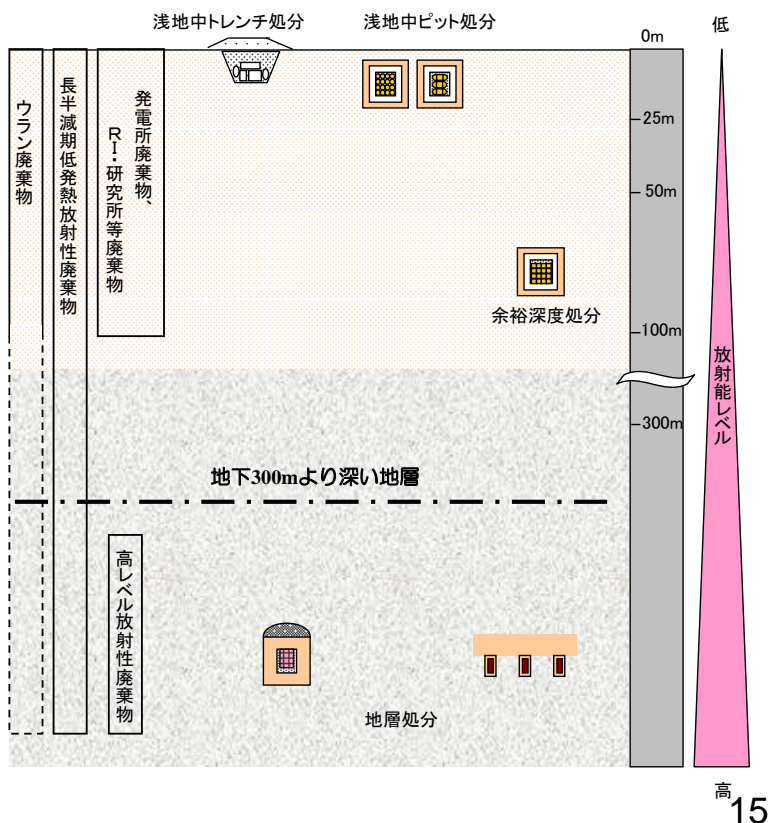 浅地中トレンチ処分
浅地中ピット処分
0m
低
ウラン廃棄物
長半減期低発熱放射性廃棄物
発電所廃棄物、
RI・研究所等廃棄物
25m
50m
余裕深度処分
100m
放射能レベル
300m
地下300mより深い地層
高レベル放射性廃棄物
地層処分
高
15